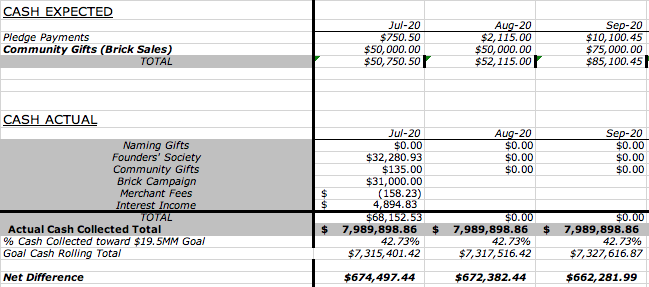 CASH EXPECTED
Jul-20 Aug-20 Sep-20
Pledge Payments $750.50 $2,115.00 $10,100.45
Community Gifts (Brick Sales) $50,000.00 $50,000.00 $75,000.00
TOTAL $50,750.50 $52,115.00 $85,100.45
CASH ACTUAL
Jul-20 Aug-20 Sep-20
Naming Gifts $0.00 $0.00 $0.00
Founders' Society $32,280.93 $0.00 $0.00
Community Gifts $135.00 $0.00 $0.00
Brick Campaign $31,000.00
Merchant Fees $ (158.23)
Interest Income $ 4,894.83
TOTAL $68,152.53 $0.00 $0.00
Actual Cash Collected Total $ 7,989,898.86 $ 7,989,898.86 $ 7,989,898.86
% Cash Collected toward $19.5MM Goal 42.73% 42.73% 42.73%
Goal Cash Rolling Total $7,315,401.42 $7,317,516.42 $7,327,616.87
Net Difference $674,497.44 $672,382.44 $662,281.99